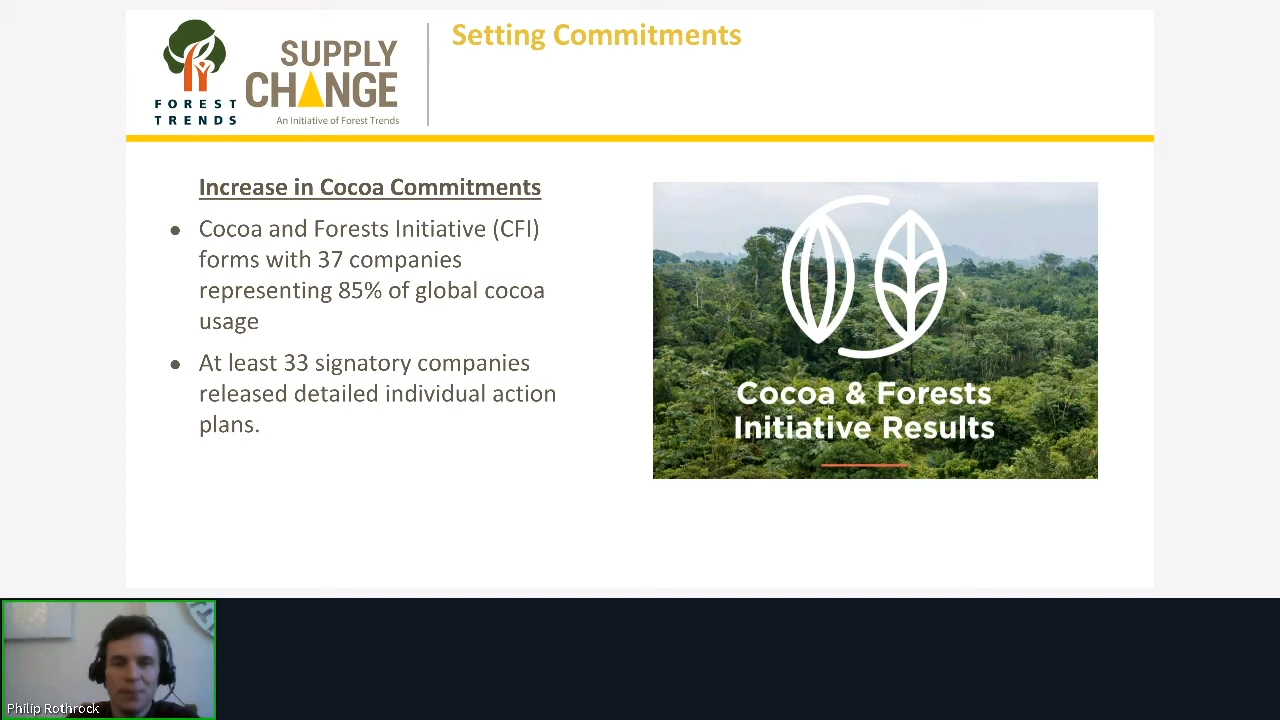 FOREST
TRENDS
SUPPLY
CHANGE
An Initiative of Forest Trends
Setting Commitments
Increase in Cocoa Commitments
● Cocoa and Forests Initiative (CFI)
forms with 37 companies
representing 85% of global cocoa
usage
● At least 33 signatory companies
released detailed individual action
plans.
Cocoa & Forests
Initiative Results
Philip Rothrock